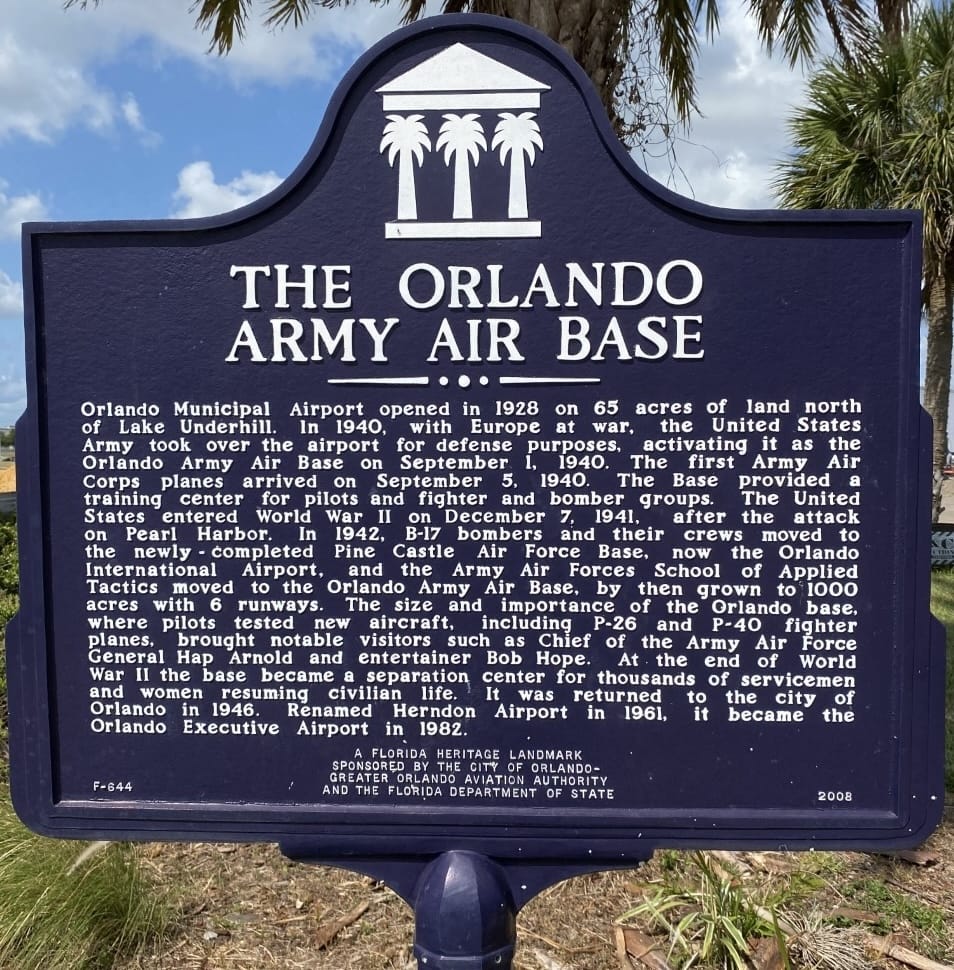 THE ORLANDO
ARMY AIR BASE
Orlando Municipal Airport opened in 1928 on 65 acres of land north
of Lake Underhill. In 1940, with Europe at war, the United States
Army took over the airport for defense purposes, activating it as the
Orlando Army Air Base on September 1, 1940. The first Army Air
Corps planes arrived on September 5, 1940. The Base provided a
training center for pilots and fighter and bomber groups. The United
States entered World War II on December 7, 1941, after the attack
on Pearl Harbor. In 1942, B-17 bombers and their crews moved to
the newly-completed Pine Castle Air Force Base, now the Orlando
International Airport, and the Army Air Forces School of Applied
Tactics moved to the Orlando Army Air Base, by then grown to 1000
acres with 6 runways. The size and importance of the Orlando base,
where pilots tested new aircraft, including P-26 and P-40 fighter
planes, brought notable visitors such as Chief of the Army Air Force
General Hap Arnold and entertainer Bob Hope. At the end of World
War II the base became a separation center for thousands of servicemen
and women resuming civilian life. It was returned to the city of
Orlando in 1946. Renamed Herndon Airport in 1961, it became the
Orlando Executive Airport in 1982.
A FLORIDA HERITAGE LANDMARK
SPONSORED BY THE CITY OF ORLANDO-
GREATER ORLANDO AVIATION AUTHORITY
AND THE FLORIDA DEPARTMENT OF STATE
F-644
2008